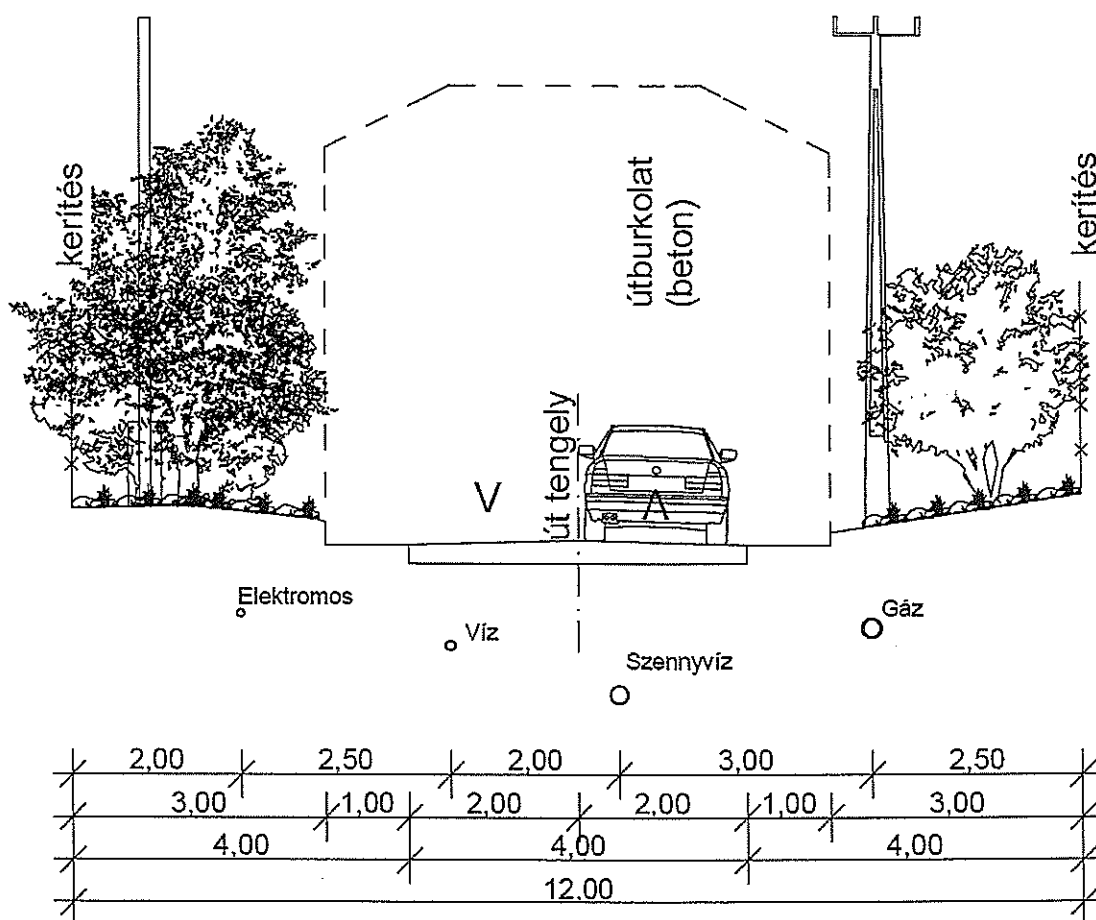 kerítés
útburkolat
(beton)
kerítés
út tengely
V
Λ
Elektromos
Víz
Szennyvíz
Gáz
2,00 2,50 2,00 3,00 2,50
3,00 1,00 2,00 2,00 1,00 3,00
4,00 4,00 4,00
12,00